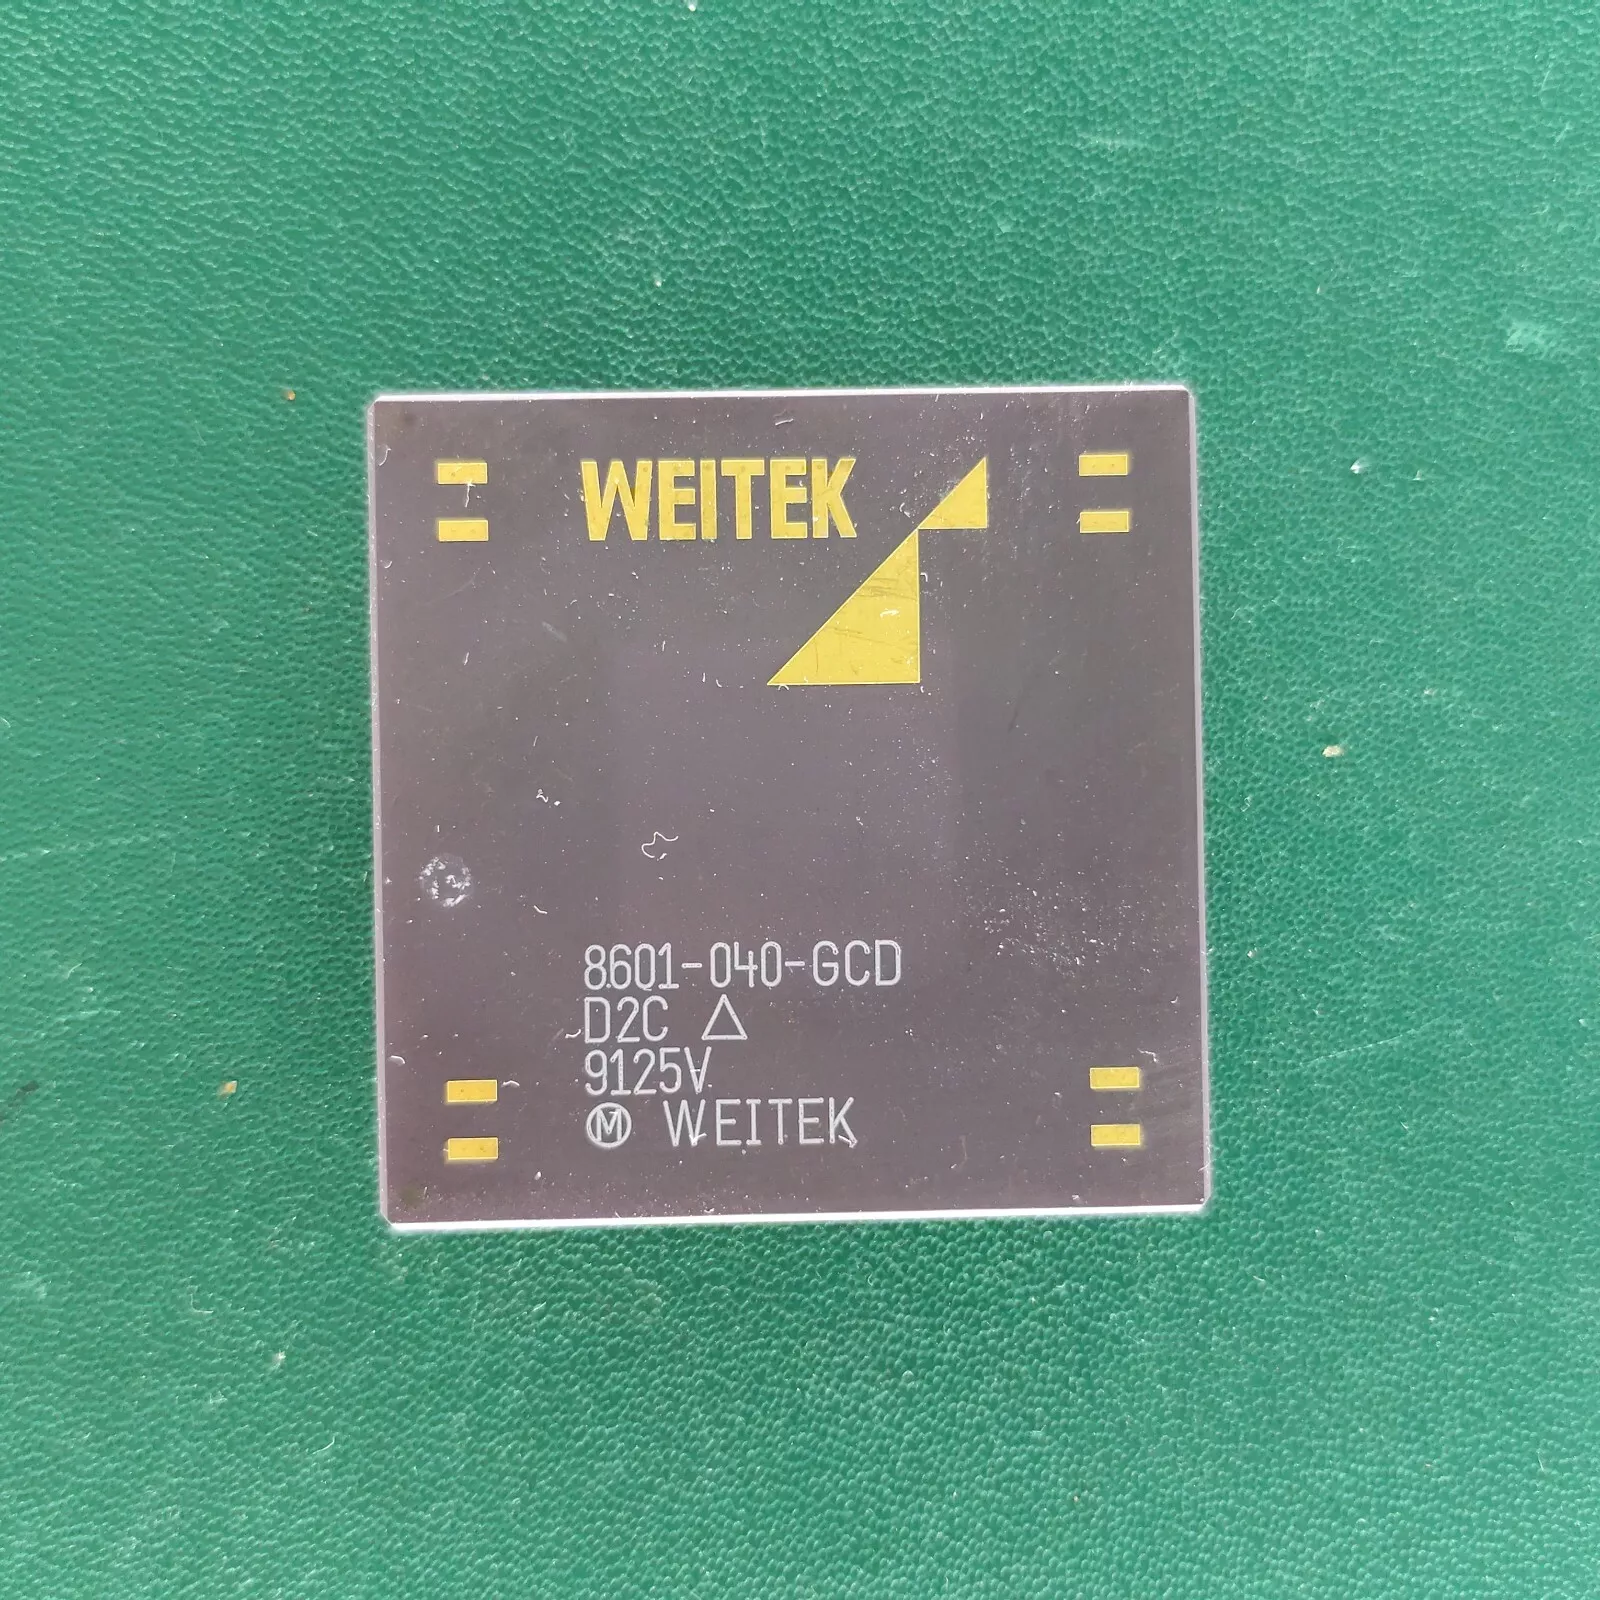 WEITEK
8601-040-GCD
D2C △
9125V
Ⓜ WEITEK